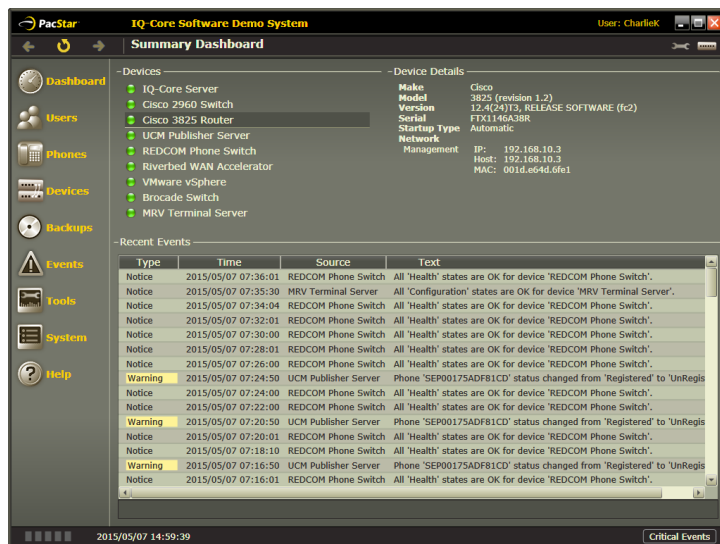 PacStar IQ-Core Software Demo System User: CharlieK
Summary Dashboard
Dashboard
Users
Phones
Devices
Backups
Events
Tools
System
Help
Devices
IQ-Core Server
Cisco 2960 Switch
Cisco 3825 Router
UCM Publisher Server
REDCOM Phone Switch
Riverbed WAN Accelerator
VMware vSphere
Brocade Switch
MRV Terminal Server
Device Details
Make Cisco
Model 3825 (revision 1.2)
Version 12.4(24)T3, RELEASE SOFTWARE (fc2)
Serial FTX1146A38R
Startup Type Automatic
Network
Management IP: 192.168.10.3
Host: 192.168.10.3
MAC: 001d.e64d.6fe1
Recent Events
Type Time Source Text
Notice 2015/05/07 07:36:01 REDCOM Phone Switch All 'Health' states are OK for device 'REDCOM Phone Switch'.
Notice 2015/05/07 07:35:30 MRV Terminal Server All 'Configuration' states are OK for device 'MRV Terminal Server'.
Notice 2015/05/07 07:34:04 REDCOM Phone Switch All 'Health' states are OK for device 'REDCOM Phone Switch'.
Notice 2015/05/07 07:32:01 REDCOM Phone Switch All 'Health' states are OK for device 'REDCOM Phone Switch'.
Notice 2015/05/07 07:30:00 REDCOM Phone Switch All 'Health' states are OK for device 'REDCOM Phone Switch'.
Notice 2015/05/07 07:28:01 REDCOM Phone Switch All 'Health' states are OK for device 'REDCOM Phone Switch'.
Notice 2015/05/07 07:26:00 REDCOM Phone Switch All 'Health' states are OK for device 'REDCOM Phone Switch'.
Warning 2015/05/07 07:24:50 UCM Publisher Server Phone 'SEP00175ADF81CD' status changed from 'Registered' to 'UnRegis
Notice 2015/05/07 07:24:00 REDCOM Phone Switch All 'Health' states are OK for device 'REDCOM Phone Switch'.
Notice 2015/05/07 07:22:00 REDCOM Phone Switch All 'Health' states are OK for device 'REDCOM Phone Switch'.
Warning 2015/05/07 07:20:50 UCM Publisher Server Phone 'SEP00175ADF81CD' status changed from 'Registered' to 'UnRegis
Notice 2015/05/07 07:20:01 REDCOM Phone Switch All 'Health' states are OK for device 'REDCOM Phone Switch'.
Notice 2015/05/07 07:18:10 REDCOM Phone Switch All 'Health' states are OK for device 'REDCOM Phone Switch'.
Warning 2015/05/07 07:16:50 UCM Publisher Server Phone 'SEP00175ADF81CD' status changed from 'Registered' to 'UnRegis
Notice 2015/05/07 07:16:01 REDCOM Phone Switch All 'Health' states are OK for device 'REDCOM Phone Switch'.
2015/05/07 14:59:39 Critical Events